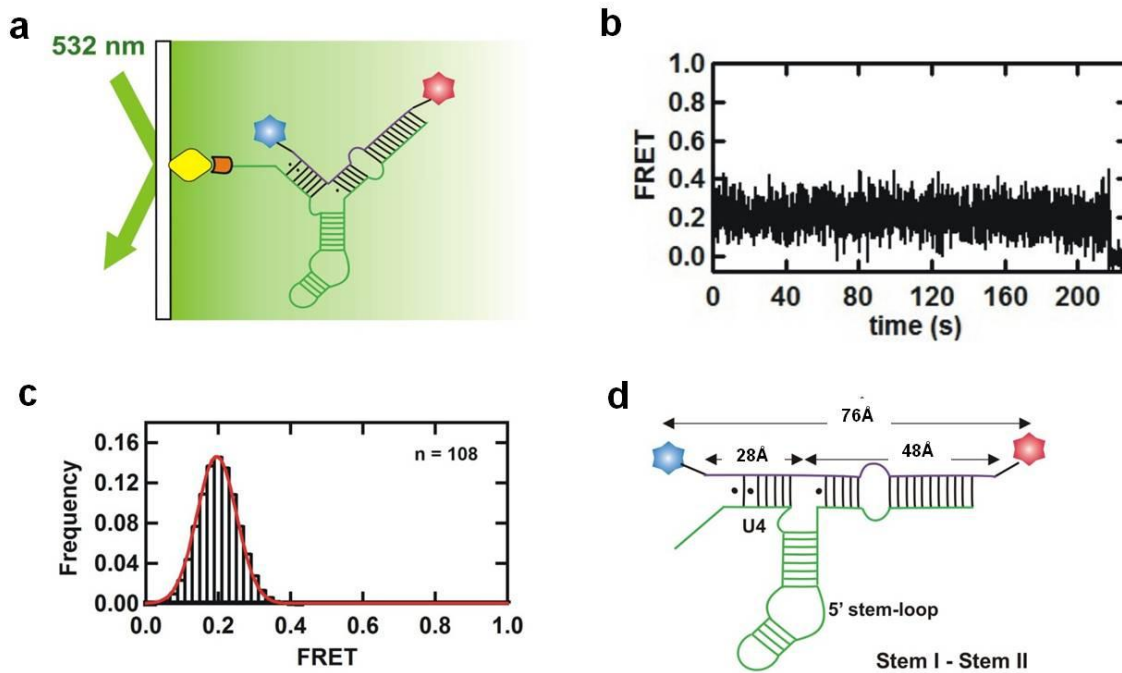 a
532 nm
b
1.0
0.8
0.6
0.4
0.2
0.0
FRET
0 40 80 120 160 200
time (s)
c
0.16
0.12
0.08
0.04
0.00
Frequency
n = 108
0.0 0.2 0.4 0.6 0.8 1.0
FRET
d
76Å
28Å 48Å
U4
5' stem-loop
Stem I - Stem II